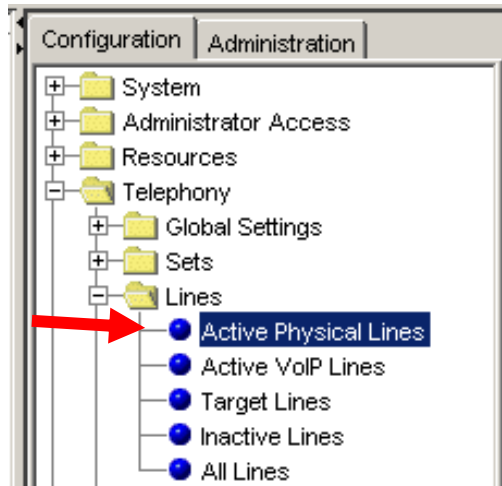 Configuration Administration
System
Administrator Access
Resources
Telephony
Global Settings
Sets
Lines
Active Physical Lines
Active VoIP Lines
Target Lines
Inactive Lines
All Lines